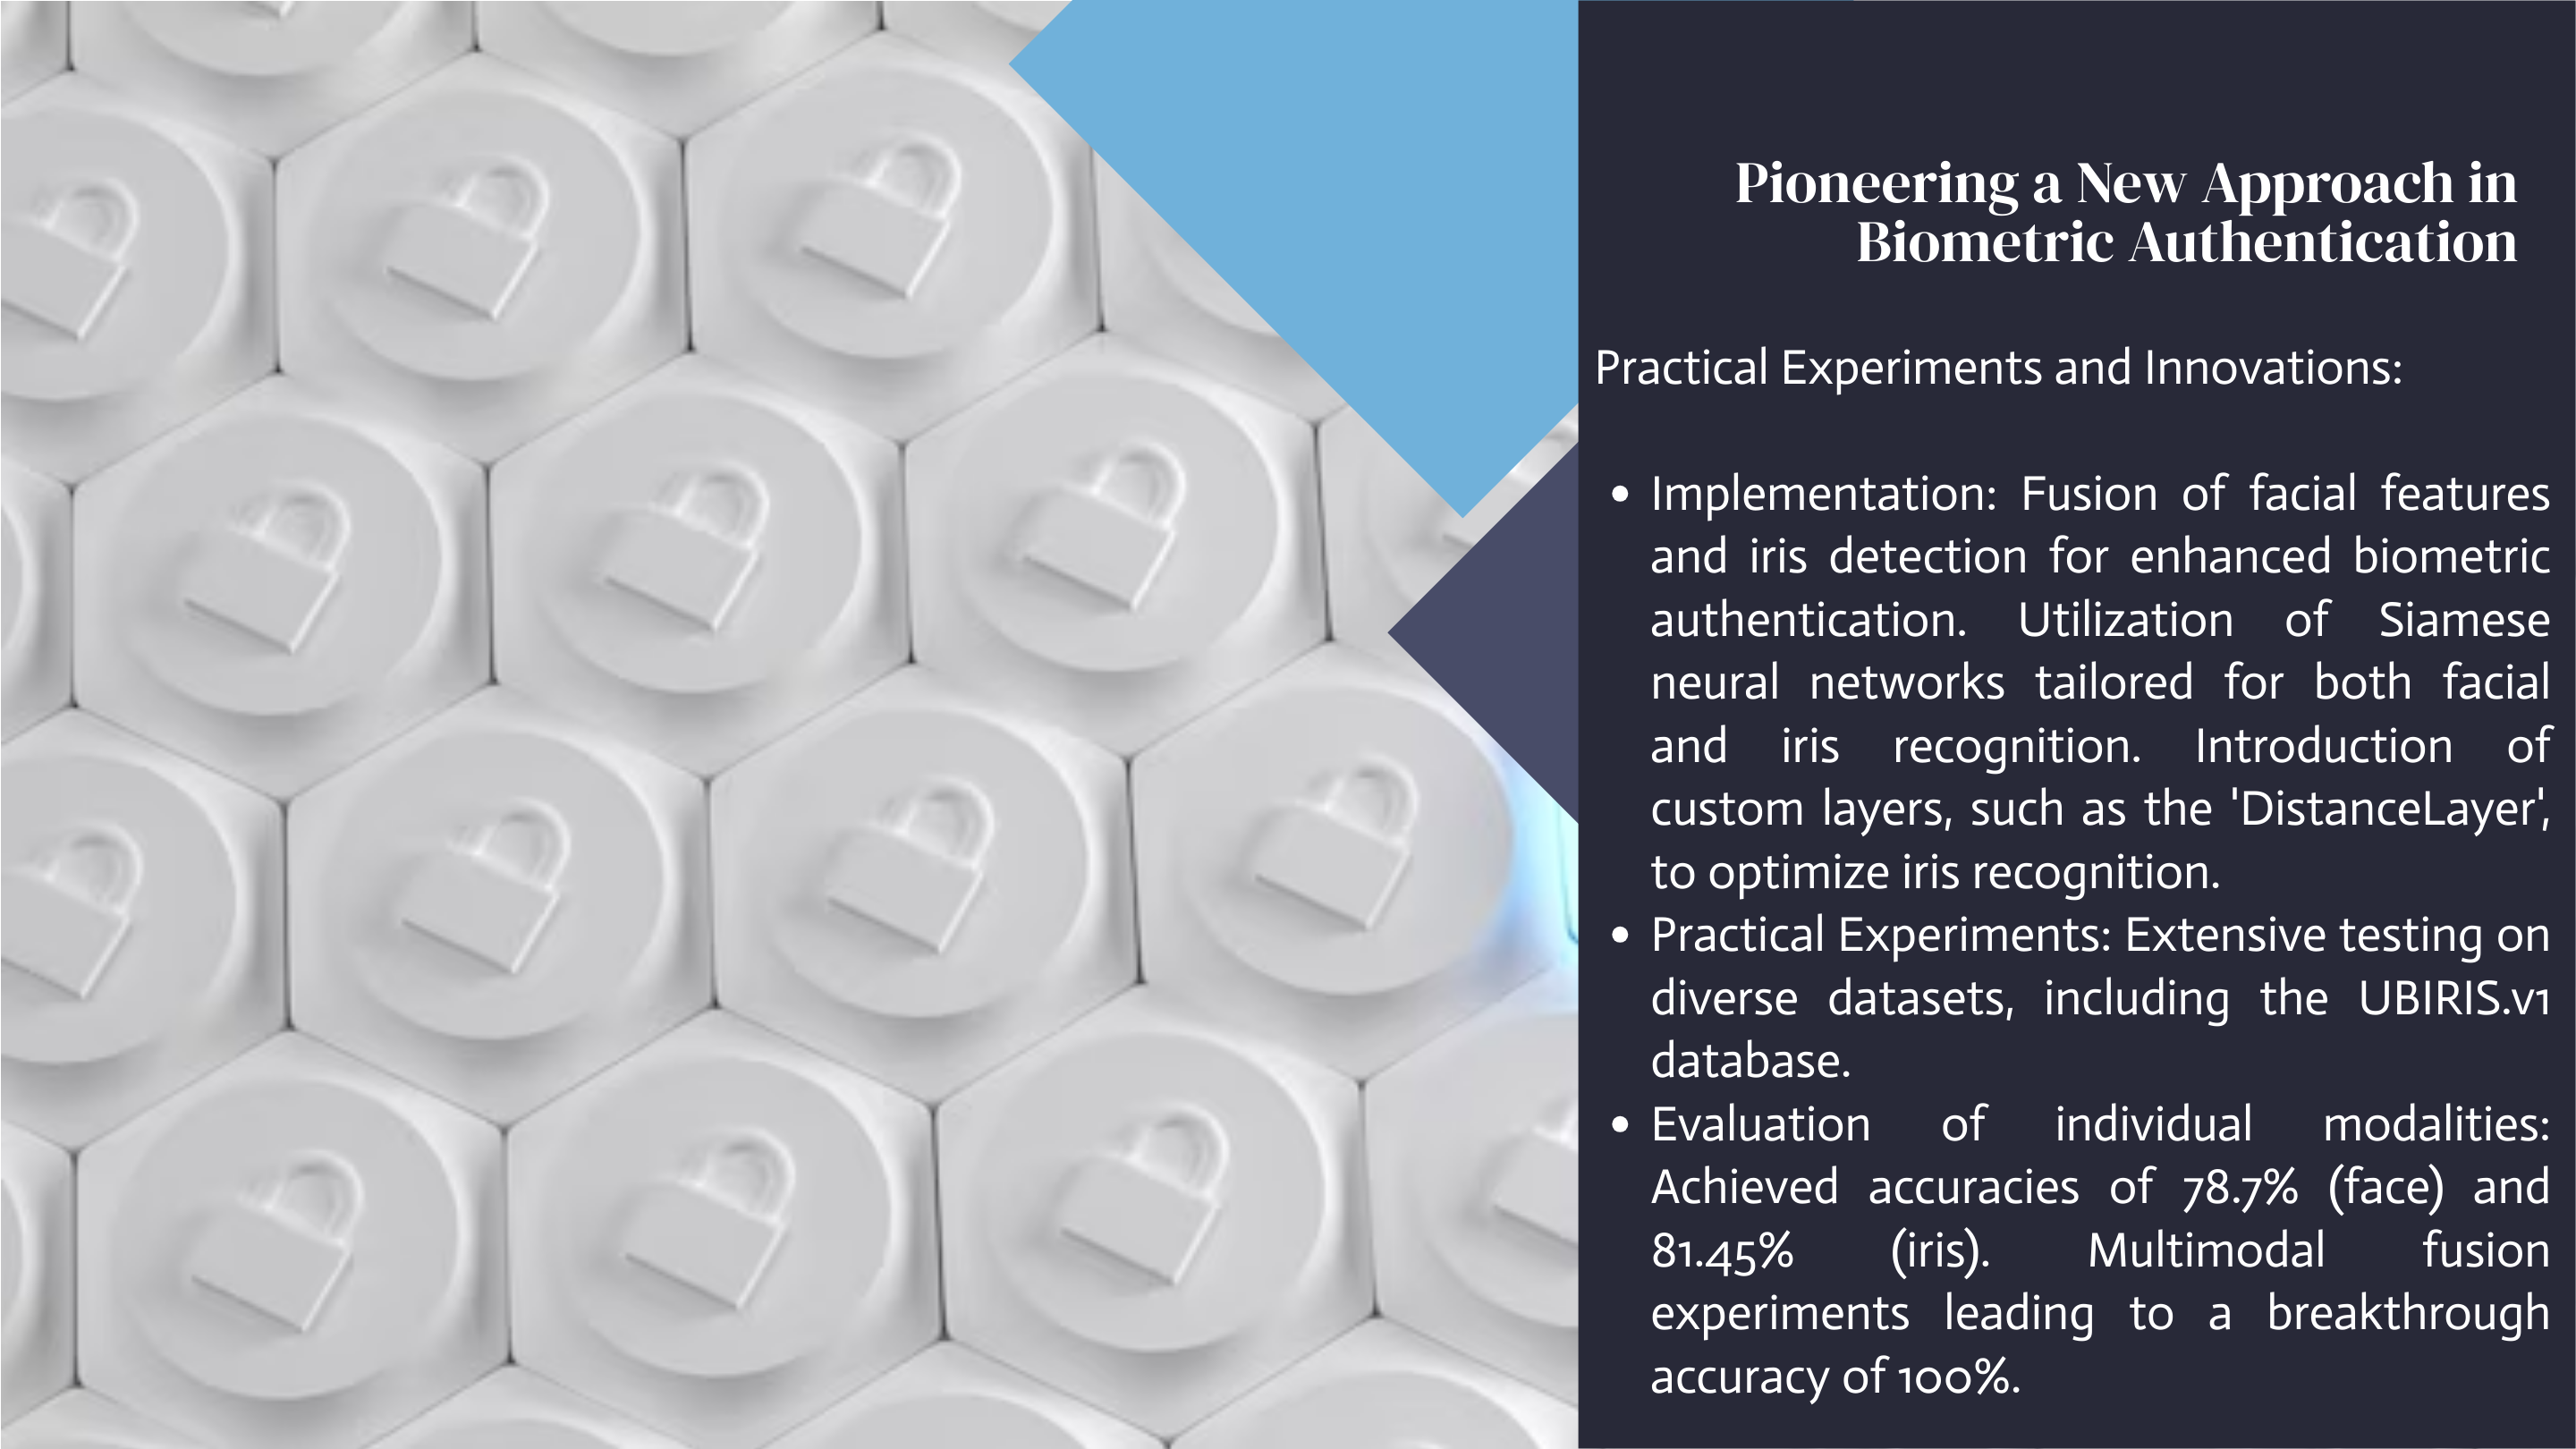 Pioneering a New Approach in
Biometric Authentication
Practical Experiments and Innovations:
• Implementation: Fusion of facial features
and iris detection for enhanced biometric
authentication. Utilization of Siamese
neural networks tailored for both facial
and iris recognition. Introduction of
custom layers, such as the 'DistanceLayer',
to optimize iris recognition.
• Practical Experiments: Extensive testing on
diverse datasets, including the UBIRIS.v1
database.
• Evaluation of individual modalities:
Achieved accuracies of 78.7% (face) and
81.45% (iris). Multimodal fusion
experiments leading to a breakthrough
accuracy of 100%.